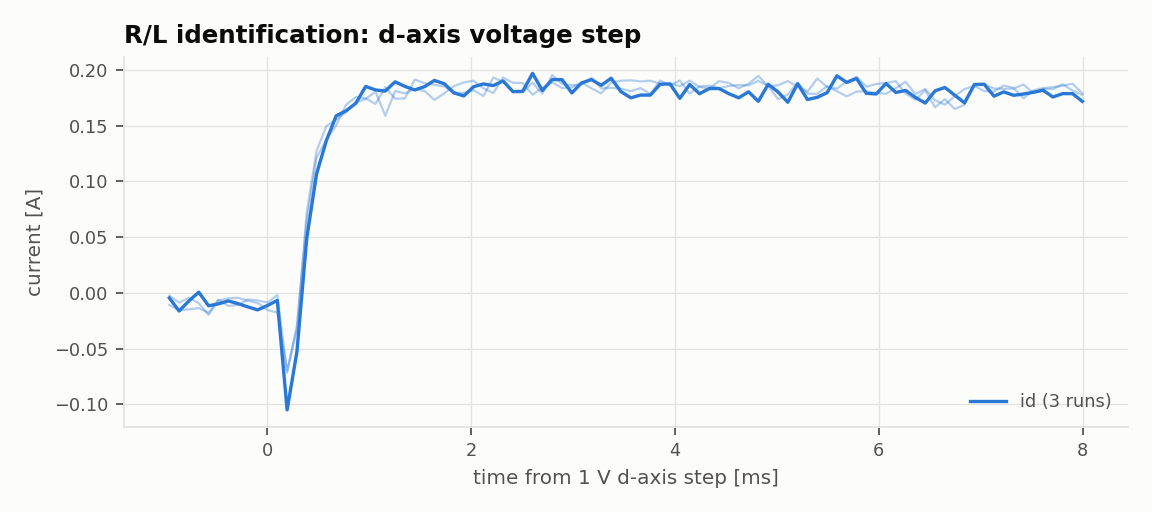 R/L identification: d-axis voltage step
current [A]
0.20
0.15
0.10
0.05
0.00
−0.05
−0.10
id (3 runs)
0 2 4 6 8
time from 1 V d-axis step [ms]